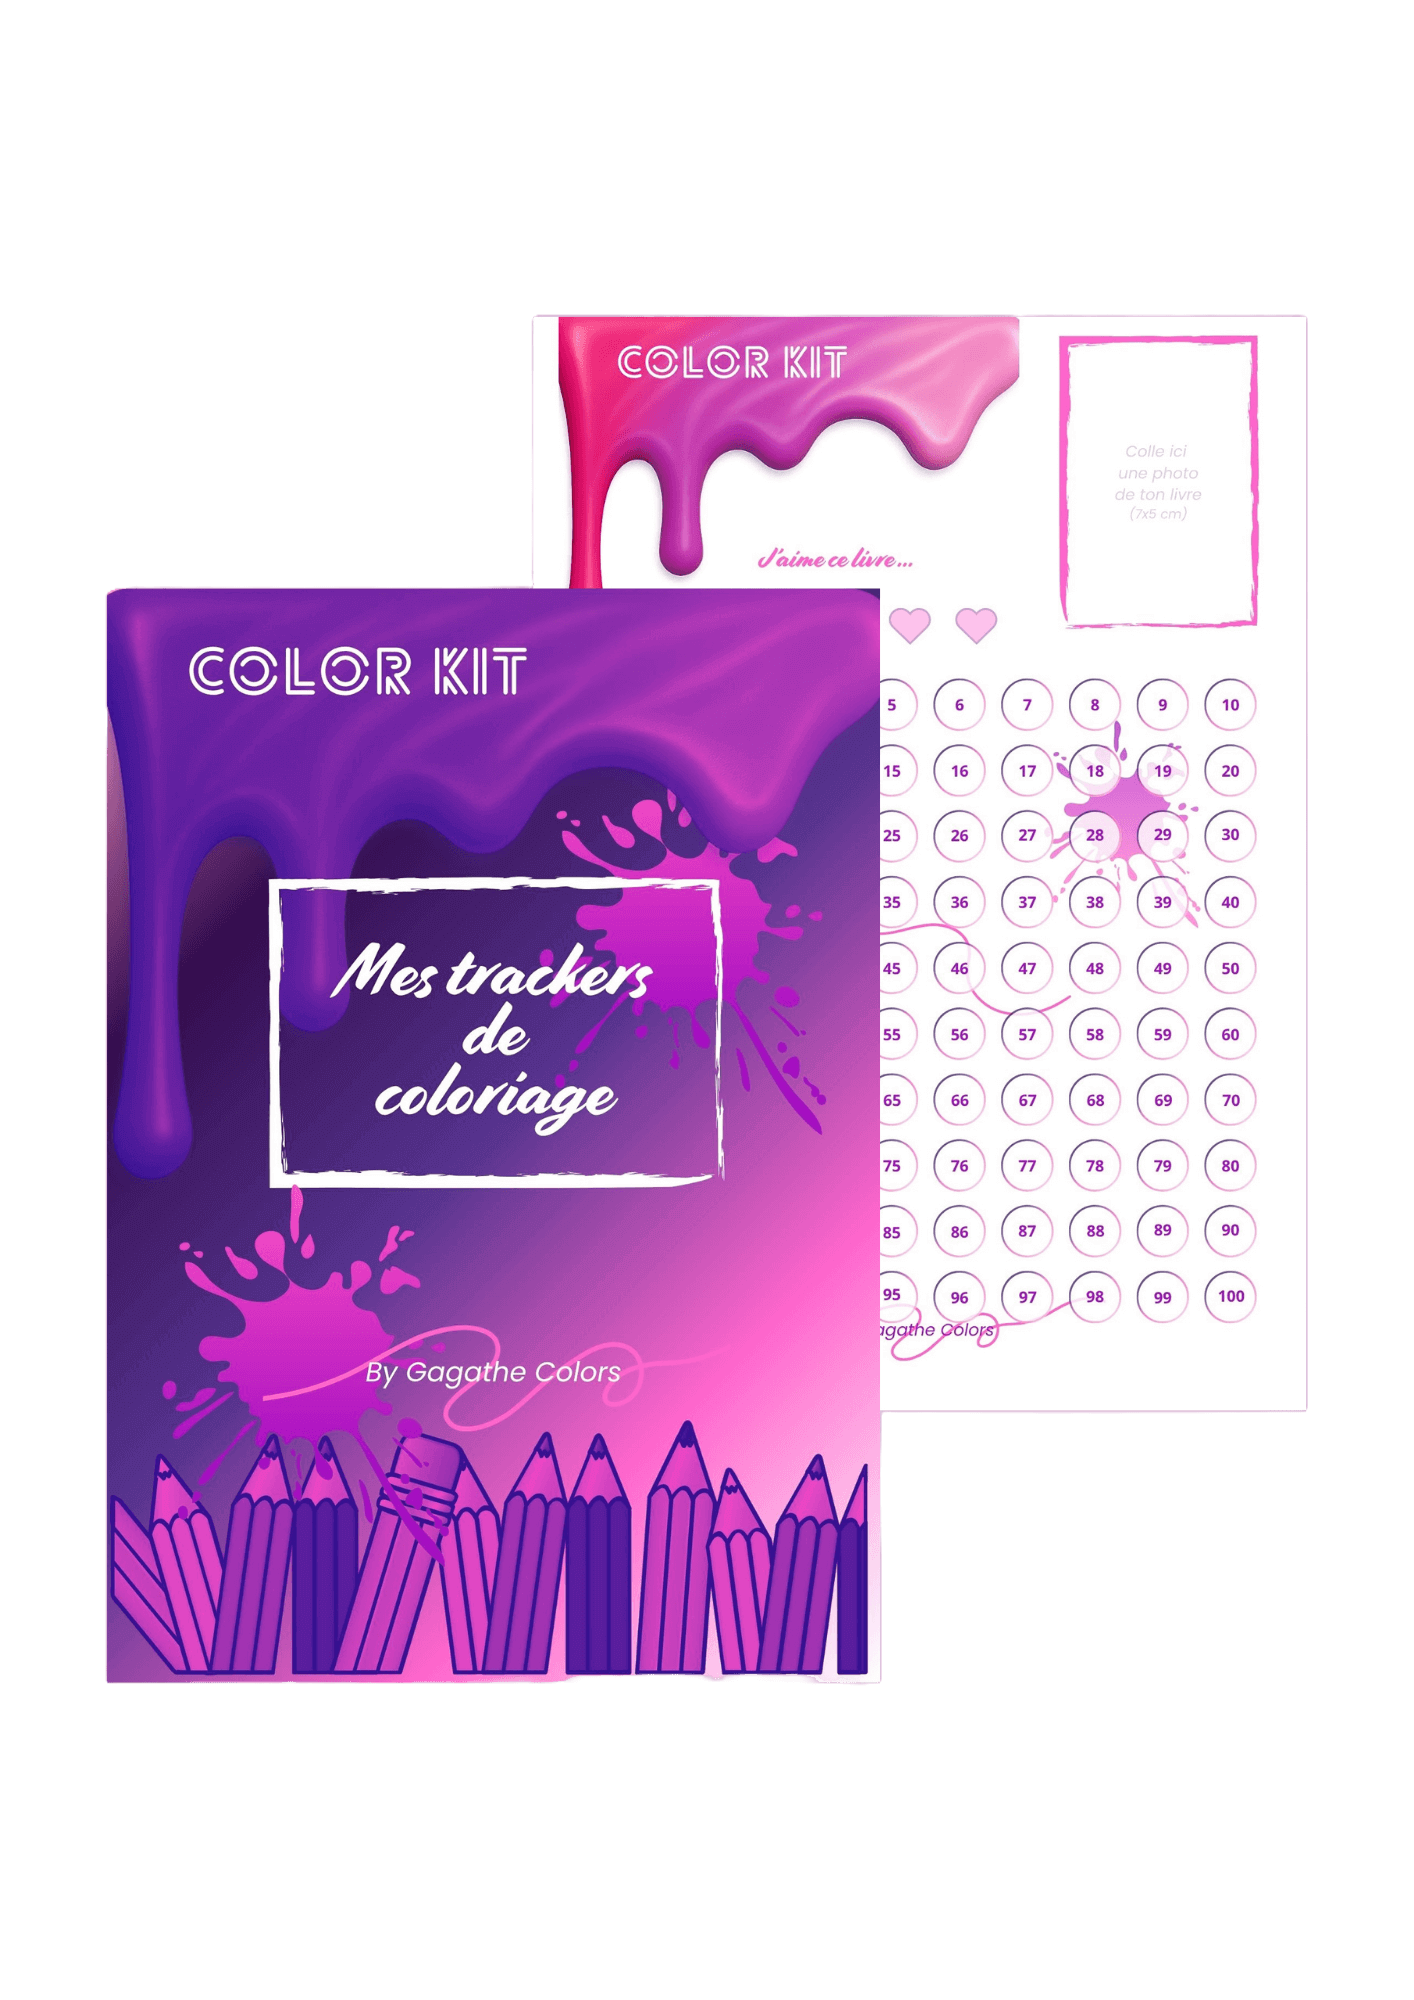 COLOR KIT
Colle ici
une photo
de ton livre
(7x5 cm)
J'aime ce livre...
COLOR KIT
Mes trackers
de
coloriage
By Gagathe Colors
5 6 7 8 9 10
15 16 17 18 19 20
25 26 27 28 29 30
35 36 37 38 39 40
45 46 47 48 49 50
55 56 57 58 59 60
65 66 67 68 69 70
75 76 77 78 79 80
85 86 87 88 89 90
95 96 97 98 99 100
agathe Colors